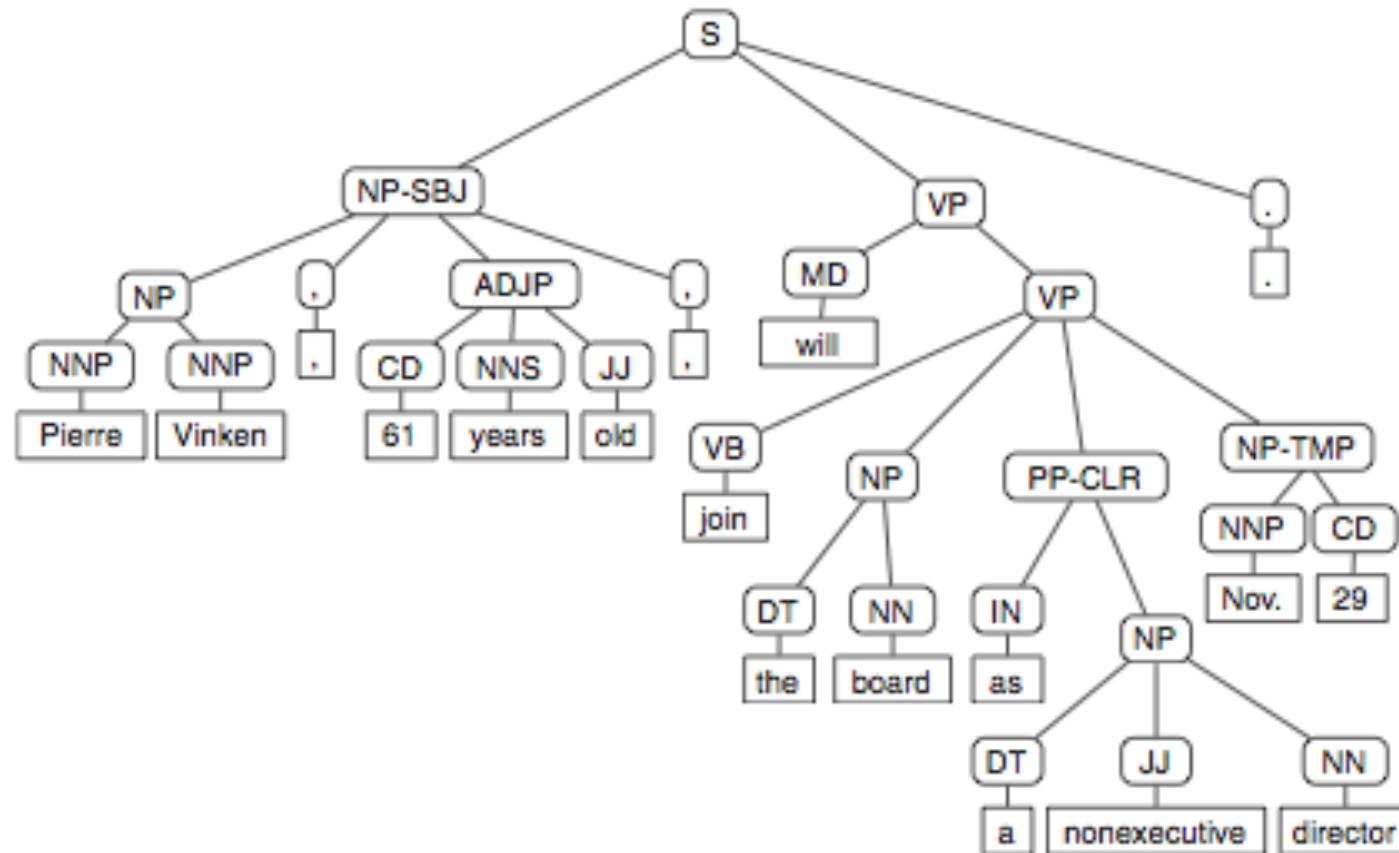 S
NP-SBJ VP .
NP , ADJP , MD VP .
NNP NNP , CD NNS JJ , will
Pierre Vinken 61 years old VB NP PP-CLR NP-TMP
join NNP CD
DT NN IN Nov. 29
the board as NP
DT JJ NN
a nonexecutive director